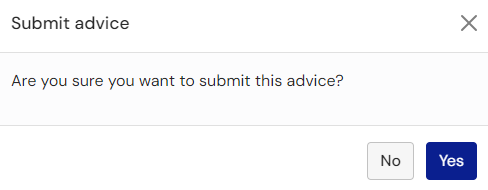 Submit advice
Are you sure you want to submit this advice?
No
Yes